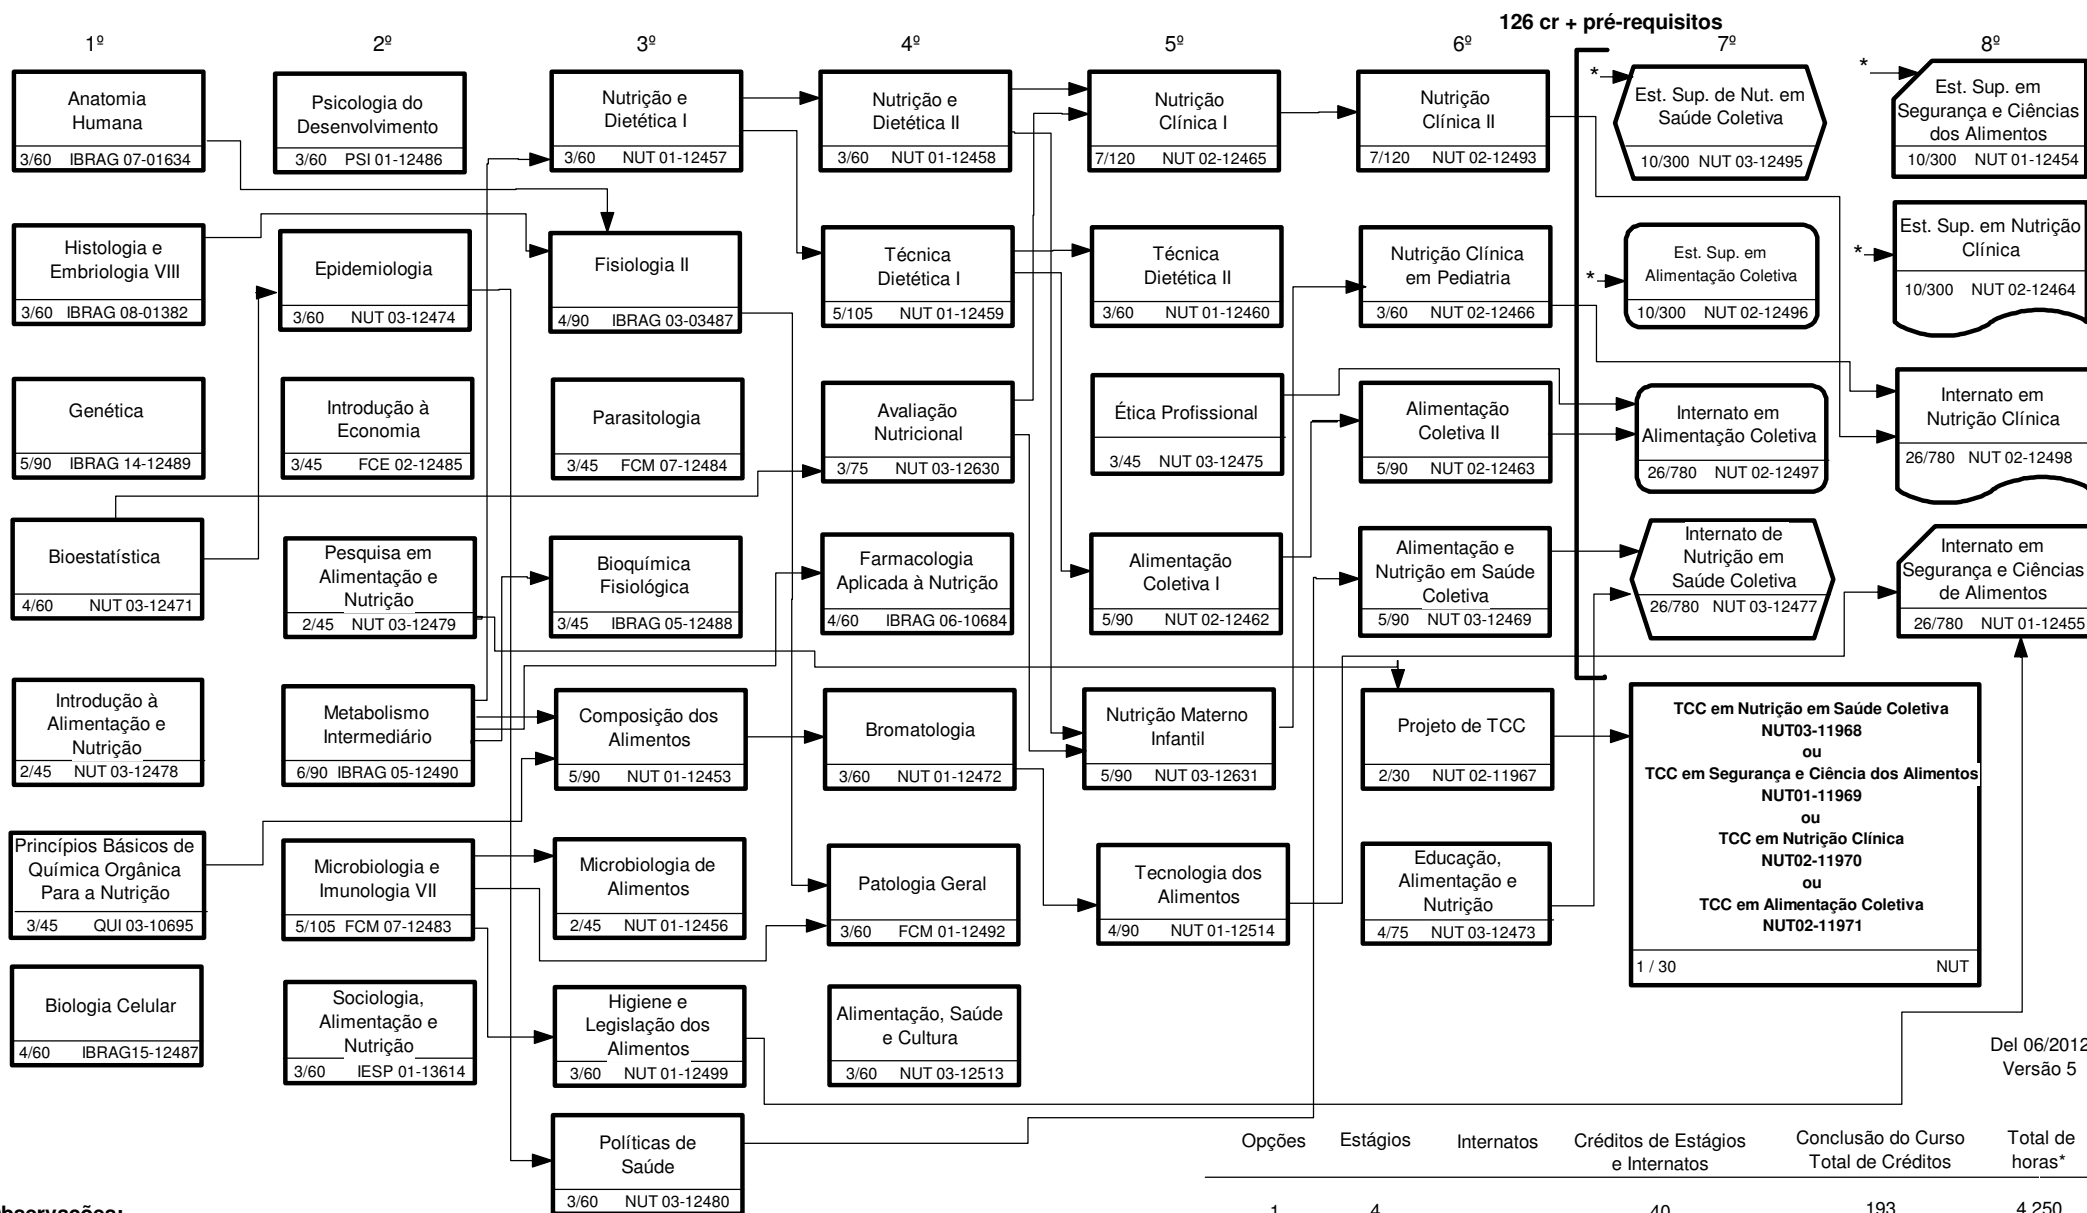 126 cr + pré-requisitos
1º
2º
3º
4º
5º
6º
7º
8º
Anatomia
Humana
3/60 IBRAG 07-01634
Histologia e
Embriologia VIII
3/60 IBRAG 08-01382
Genética
5/90 IBRAG 14-12489
Bioestatística
4/60 NUT 03-12471
Introdução à
Alimentação e
Nutrição
2/45 NUT 03-12478
Princípios Básicos de
Química Orgânica
Para a Nutrição
3/45 QUI 03-10695
Biologia Celular
4/60 IBRAG15-12487
Psicologia do
Desenvolvimento
3/60 PSI 01-12486
Epidemiologia
3/60 NUT 03-12474
Introdução à
Economia
3/45 FCE 02-12485
Pesquisa em
Alimentação e
Nutrição
2/45 NUT 03-12479
Metabolismo
Intermediário
6/90 IBRAG 05-12490
Microbiologia e
Imunologia VII
5/105 FCM 07-12483
Sociologia,
Alimentação e
Nutrição
3/60 IESP 01-13614
Nutrição e
Dietética I
3/60 NUT 01-12457
Fisiologia II
4/90 IBRAG 03-03487
Parasitologia
3/45 FCM 07-12484
Bioquímica
Fisiológica
3/45 IBRAG 05-12488
Composição dos
Alimentos
5/90 NUT 01-12453
Microbiologia de
Alimentos
2/45 NUT 01-12456
Higiene e
Legislação dos
Alimentos
3/60 NUT 01-12499
Políticas de
Saúde
3/60 NUT 03-12480
Nutrição e
Dietética II
3/60 NUT 01-12458
Técnica
Dietética I
5/105 NUT 01-12459
Avaliação
Nutricional
3/75 NUT 03-12630
Farmacologia
Aplicada à Nutrição
4/60 IBRAG 06-10684
Bromatologia
3/60 NUT 01-12472
Patologia Geral
3/60 FCM 01-12492
Alimentação, Saúde
e Cultura
3/60 NUT 03-12513
Nutrição
Clínica I
7/120 NUT 02-12465
Técnica
Dietética II
3/60 NUT 01-12460
Ética Profissional
3/45 NUT 03-12475
Alimentação
Coletiva I
5/90 NUT 02-12462
Nutrição Materno
Infantil
5/90 NUT 03-12631
Tecnologia dos
Alimentos
4/90 NUT 01-12514
Nutrição
Clínica II
7/120 NUT 02-12493
Nutrição Clínica
em Pediatria
3/60 NUT 02-12466
Alimentação
Coletiva II
5/90 NUT 02-12463
Alimentação e
Nutrição em Saúde
Coletiva
5/90 NUT 03-12469
Projeto de TCC
2/30 NUT 02-11967
Educação,
Alimentação e
Nutrição
4/75 NUT 03-12473
*
Est. Sup. de Nut. em
Saúde Coletiva
10/300 NUT 03-12495
*
Est. Sup. em
Alimentação Coletiva
10/300 NUT 02-12496
Internato em
Alimentação Coletiva
26/780 NUT 02-12497
Internato de
Nutrição em
Saúde Coletiva
26/780 NUT 03-12477
TCC em Nutrição em Saúde Coletiva
NUT03-11968
ou
TCC em Segurança e Ciência dos Alimentos
NUT01-11969
ou
TCC em Nutrição Clínica
NUT02-11970
ou
TCC em Alimentação Coletiva
NUT02-11971
1 / 30 NUT
*
Est. Sup. em
Segurança e Ciências
dos Alimentos
10/300 NUT 01-12454
*
Est. Sup. em Nutrição
Clínica
10/300 NUT 02-12464
Internato em
Nutrição Clínica
26/780 NUT 02-12498
Internato em
Segurança e Ciências
de Alimentos
26/780 NUT 01-12455
Del 06/2012
Versão 5
Opções Estágios Internatos Créditos de Estágios e Internatos Conclusão do Curso Total de Créditos Total de horas*
1 4 40 193 4.250